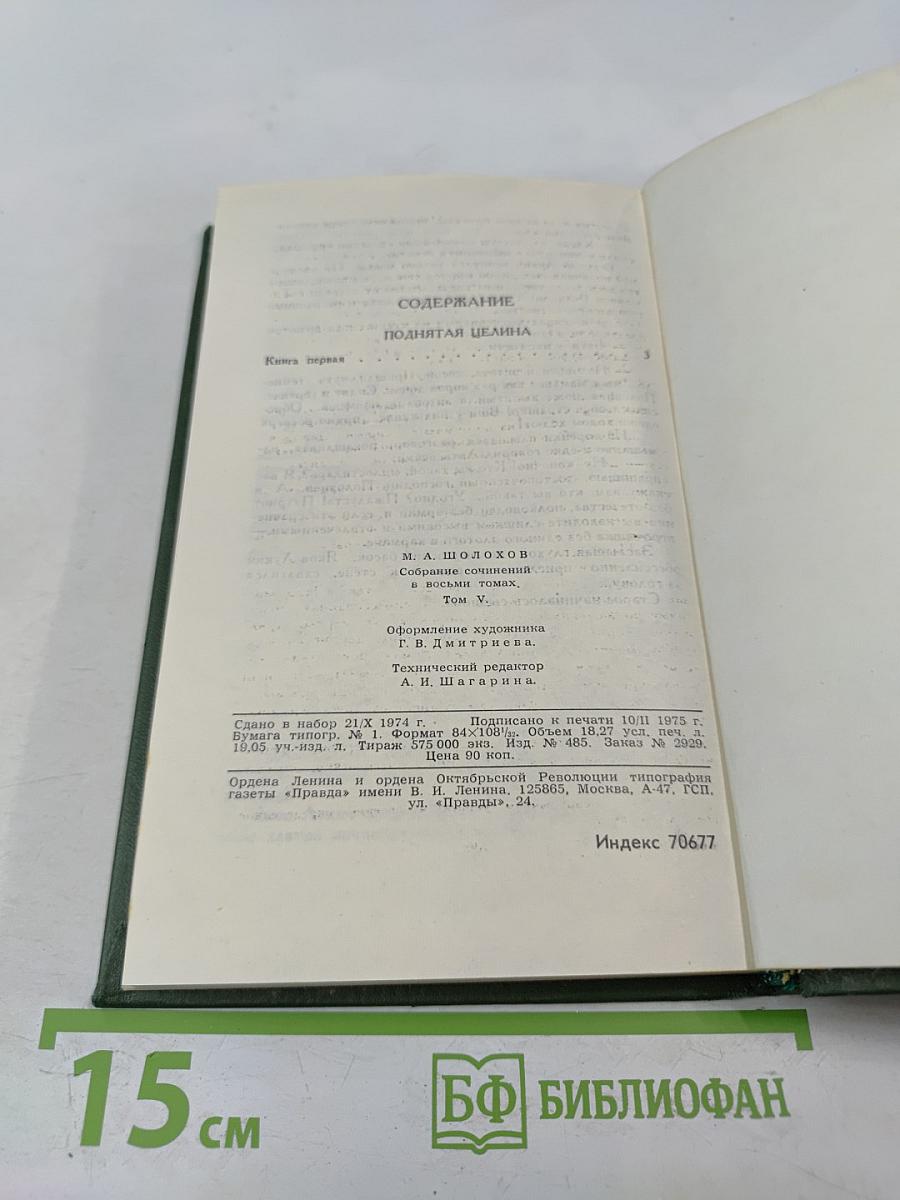 СОДЕРЖАНИЕ
ПОДНЯТАЯ ЦЕЛИНА
Книга первая . . . . . . . . . . . . . . . . 3
М. А. ШОЛОХОВ
Собрание сочинений
в восьми томах.
Том V.
Оформление художника
Г. В. Дмитриева.
Технический редактор
А. И. Шагарина.
Сдано в набор 21/X 1974 г. Подписано к печати 10/II 1975 г.
Бумага типогр. № 1. Формат 84×108¹/₃₂. Объем 18,27 усл. печ. л.
19,05 уч.-изд. л. Тираж 575 000 экз. Изд. № 485. Заказ № 2929.
Цена 90 коп.
Ордена Ленина и ордена Октябрьской Революции типография
газеты «Правда» имени В. И. Ленина. 125865, Москва, А-47, ГСП,
ул. «Правды», 24.
Индекс 70677
15 см
БФ БИБЛИОФАН